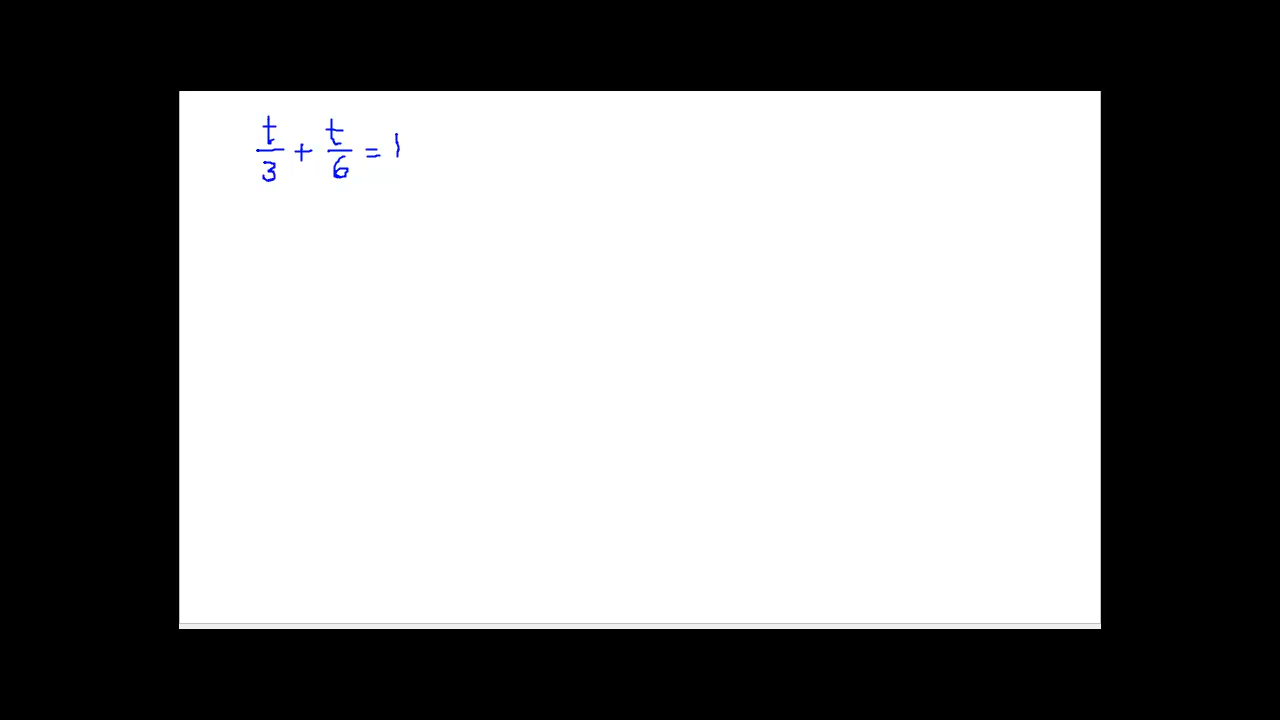 t/3 + t/6 = 1